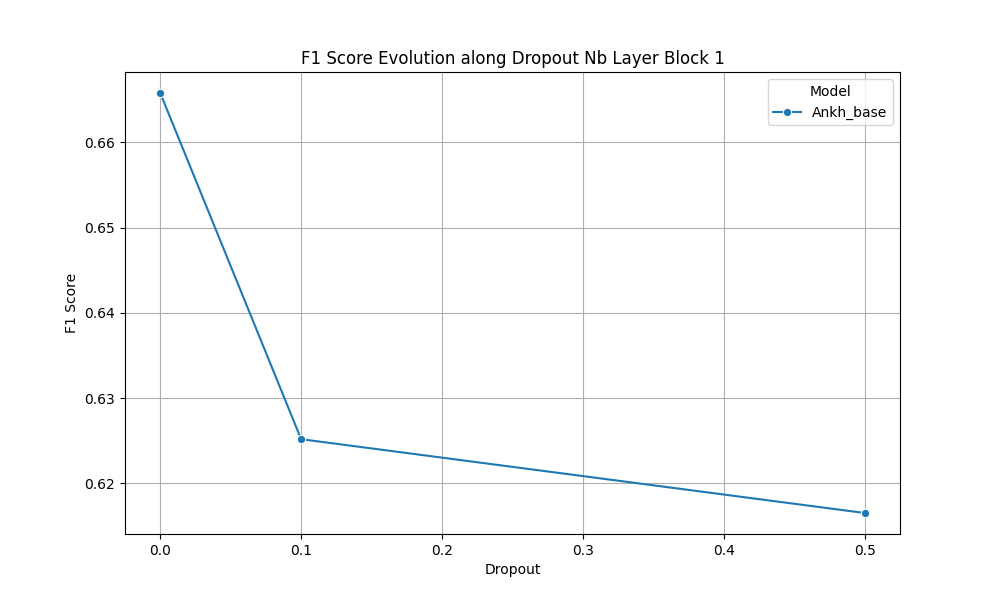 F1 Score Evolution along Dropout Nb Layer Block 1
Model
Ankh_base
F1 Score
0.66
0.65
0.64
0.63
0.62
0.0 0.1 0.2 0.3 0.4 0.5
Dropout